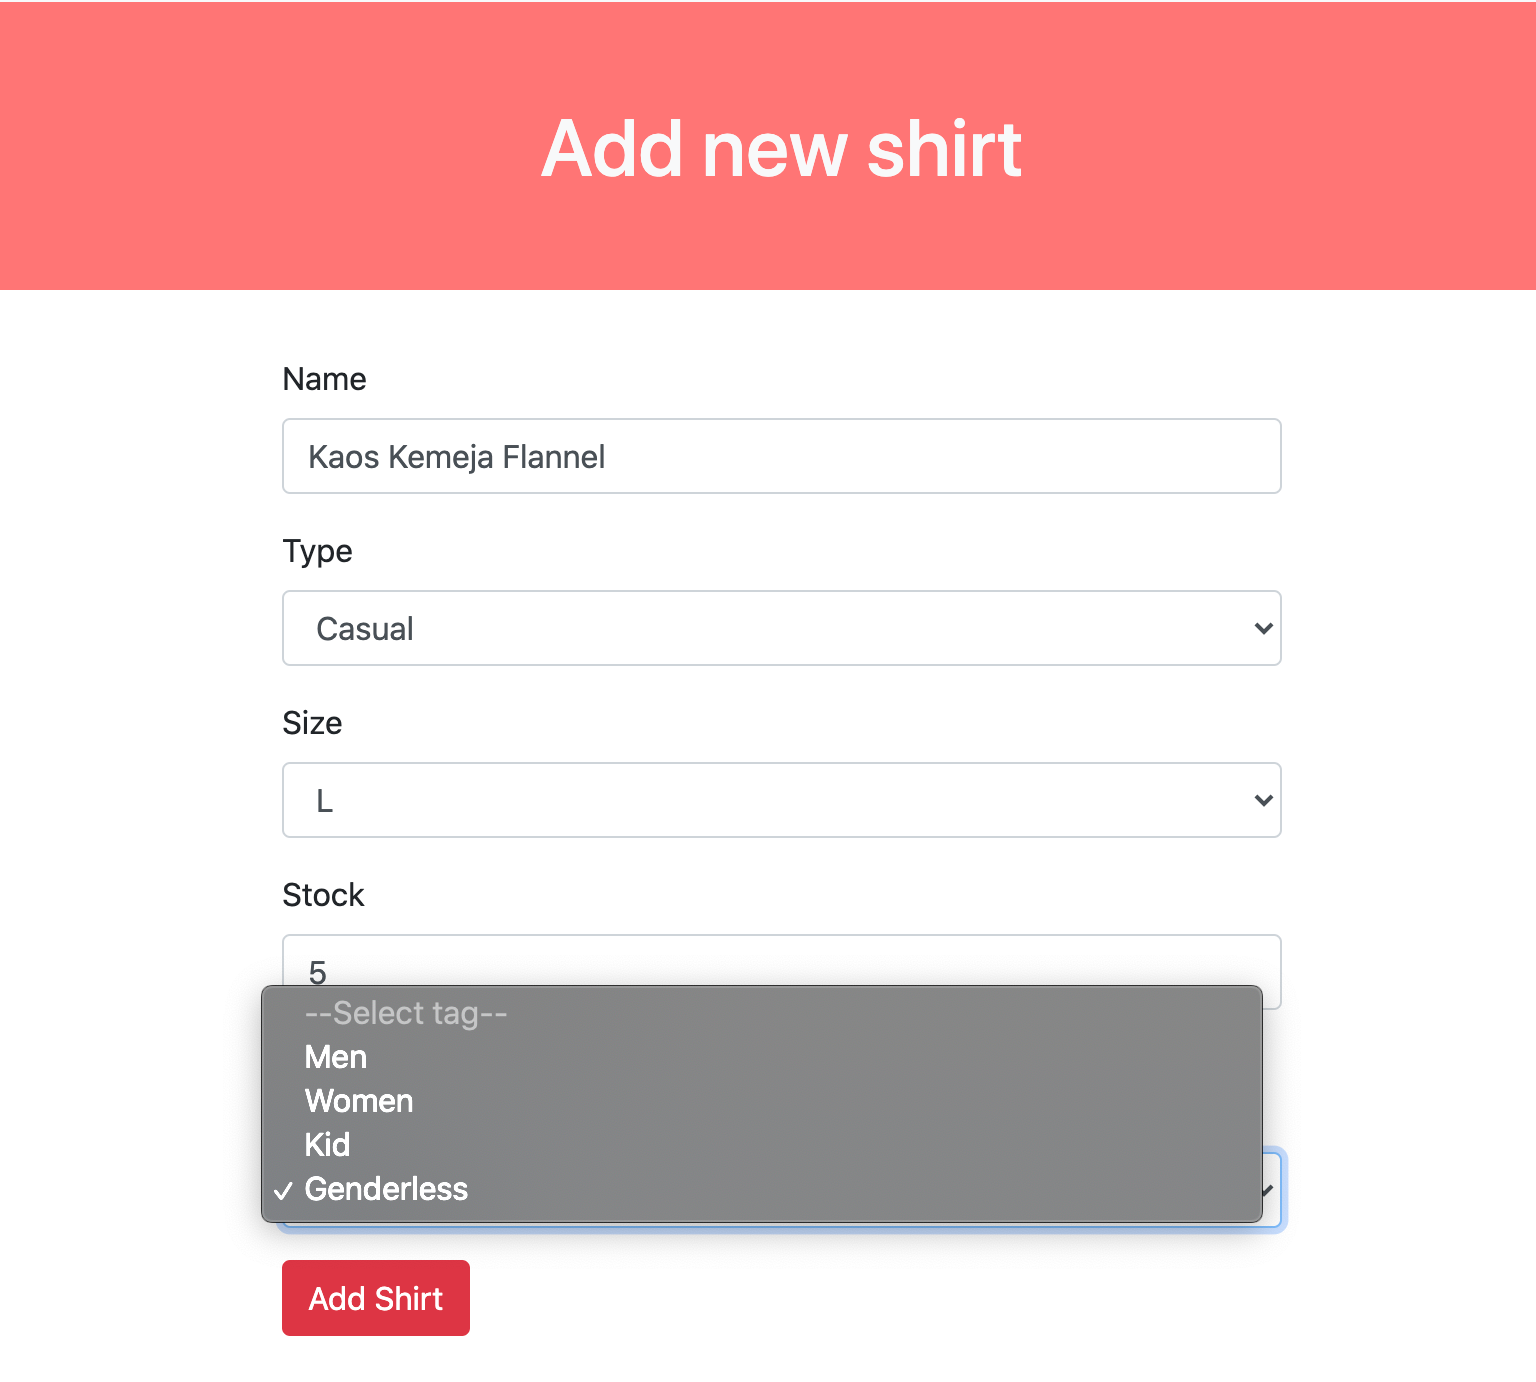 Add new shirt
Name
Kaos Kemeja Flannel
Type
Casual
Size
L
Stock
5
--Select tag--
Men
Women
Kid
✓ Genderless
Add Shirt